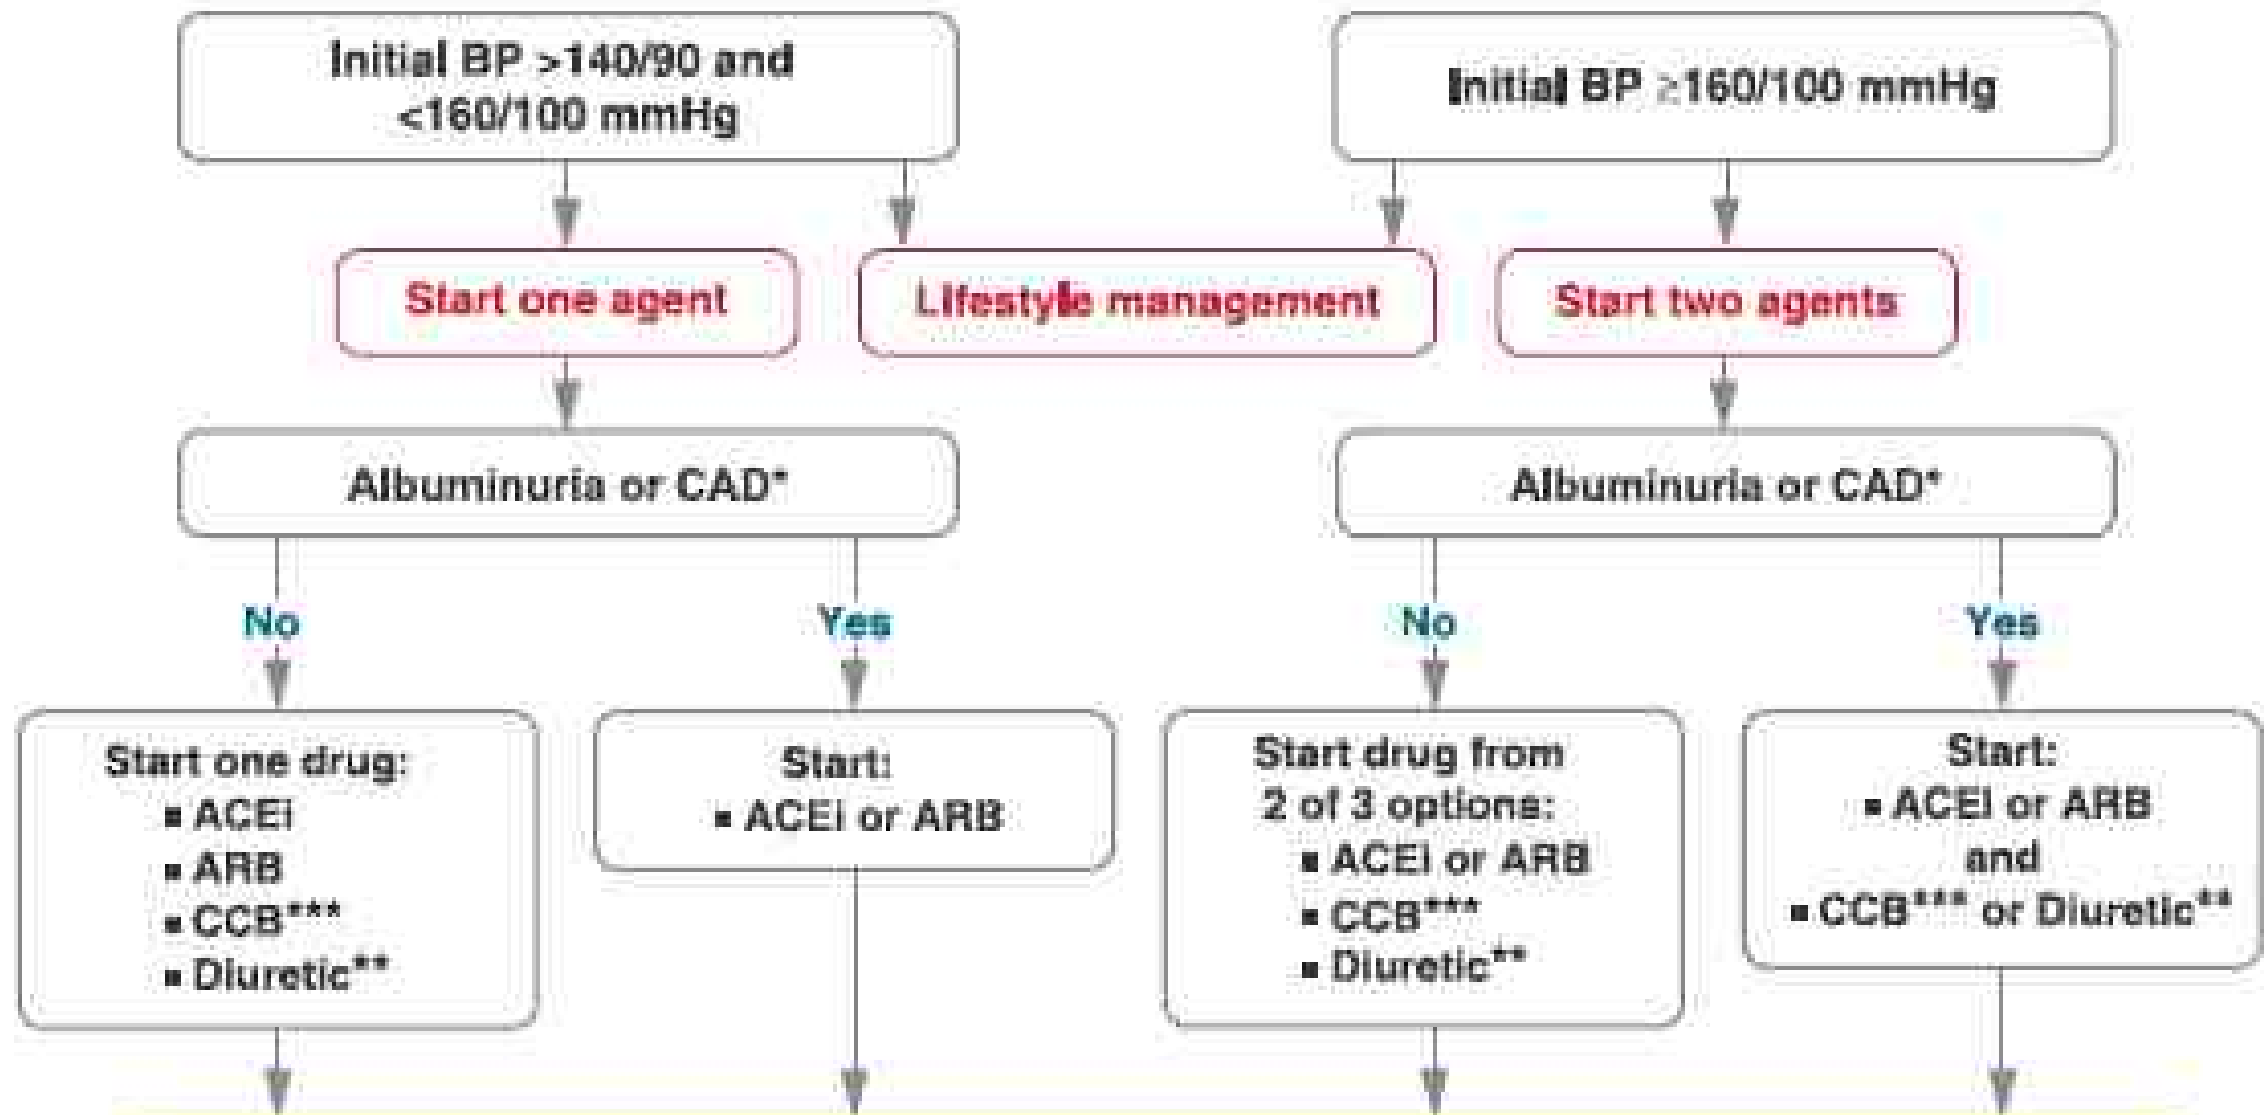 Initial BP >140/90 and
<160/100 mmHg
Initial BP ≥160/100 mmHg
Start one agent
Lifestyle management
Start two agents
Albuminuria or CAD*
Albuminuria or CAD*
No
Yes
No
Yes
Start one drug:
▪ ACEi
▪ ARB
▪ CCB***
▪ Diuretic**
Start:
▪ ACEi or ARB
Start drug from
2 of 3 options:
▪ ACEi or ARB
▪ CCB***
▪ Diuretic**
Start:
▪ ACEi or ARB
and
▪ CCB*** or Diuretic**